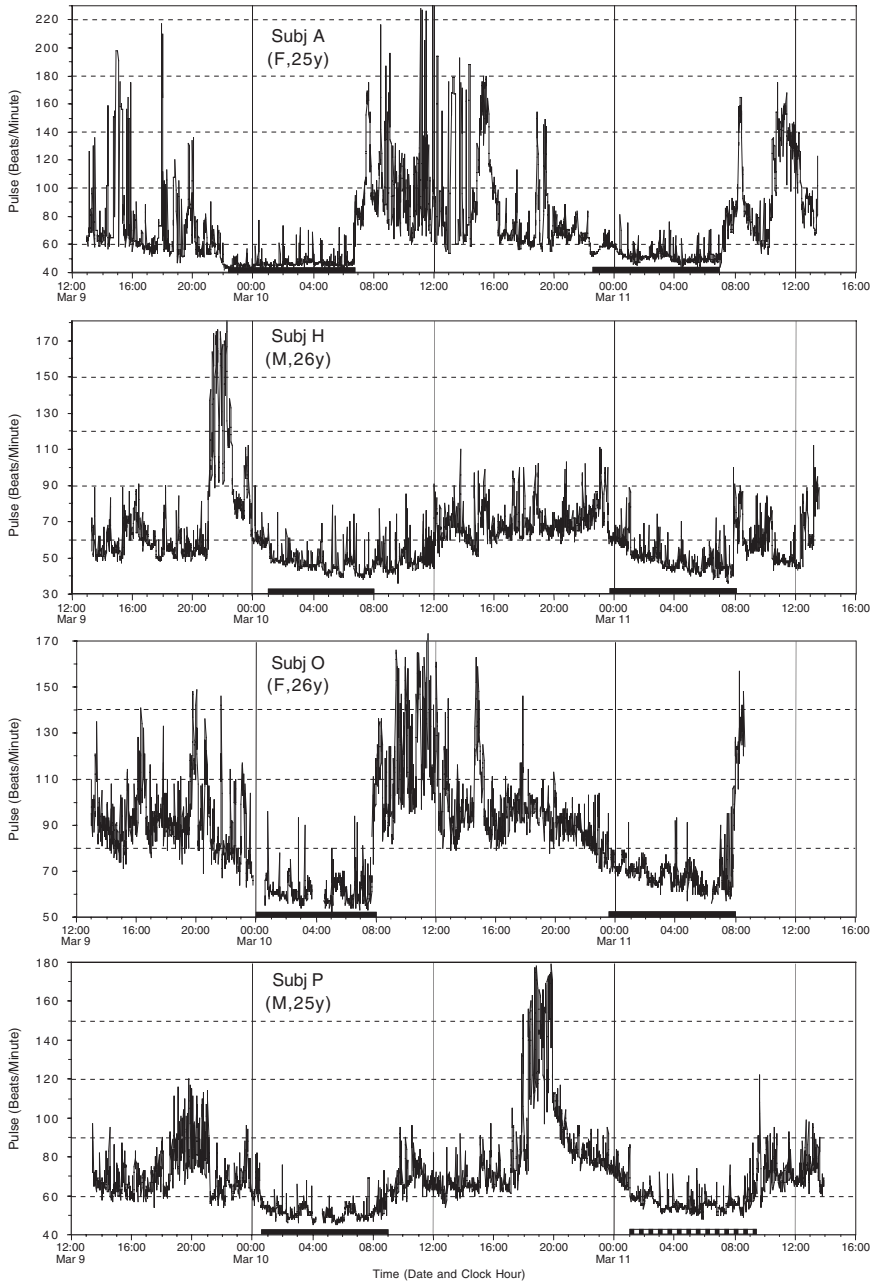 Subj A
(F,25y)
Pulse (Beats/Minute)
220
200
180
160
140
120
100
80
60
40
12:00 16:00 20:00 00:00 04:00 08:00 12:00 16:00 20:00 00:00 04:00 08:00 12:00 16:00
Mar 9 Mar 10 Mar 11
Subj H
(M,26y)
Pulse (Beats/Minute)
170
150
130
110
90
70
50
30
12:00 16:00 20:00 00:00 04:00 08:00 12:00 16:00 20:00 00:00 04:00 08:00 12:00 16:00
Mar 9 Mar 10 Mar 11
Subj O
(F,26y)
Pulse (Beats/Minute)
170
150
130
110
90
70
50
12:00 16:00 20:00 00:00 04:00 08:00 12:00 16:00 20:00 00:00 04:00 08:00 12:00 16:00
Mar 9 Mar 10 Mar 11
Subj P
(M,25y)
Pulse (Beats/Minute)
180
160
140
120
100
80
60
40
12:00 16:00 20:00 00:00 04:00 08:00 12:00 16:00 20:00 00:00 04:00 08:00 12:00 16:00
Mar 9 Mar 10 Mar 11
Time (Date and Clock Hour)